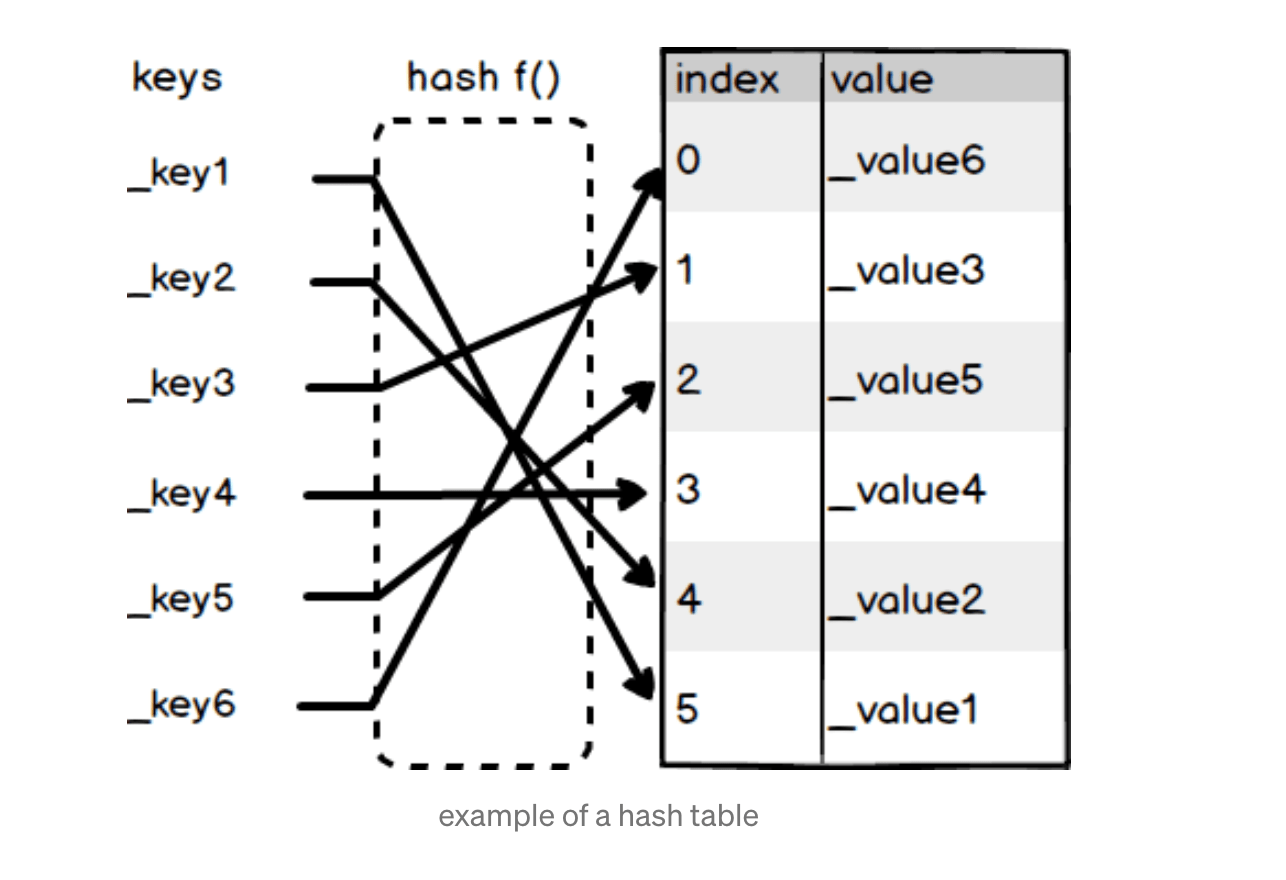 keys hash f() index value
_key1 0 _value6
_key2 1 _value3
_key3 2 _value5
_key4 3 _value4
_key5 4 _value2
_key6 5 _value1
example of a hash table